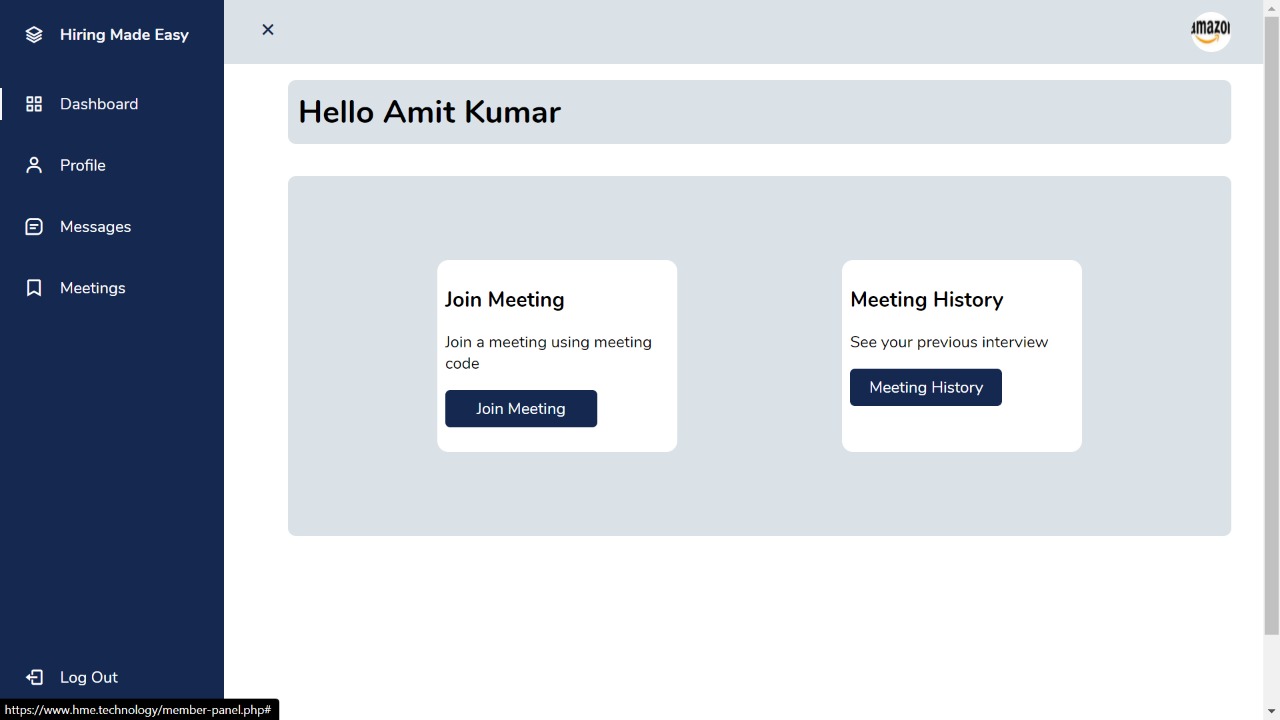 Hiring Made Easy
amazon
Dashboard
Hello Amit Kumar
Profile
Messages
Meetings
Join Meeting
Join a meeting using meeting
code
Join Meeting
Meeting History
See your previous interview
Meeting History
Log Out
https://www.hme.technology/member-panel.php#